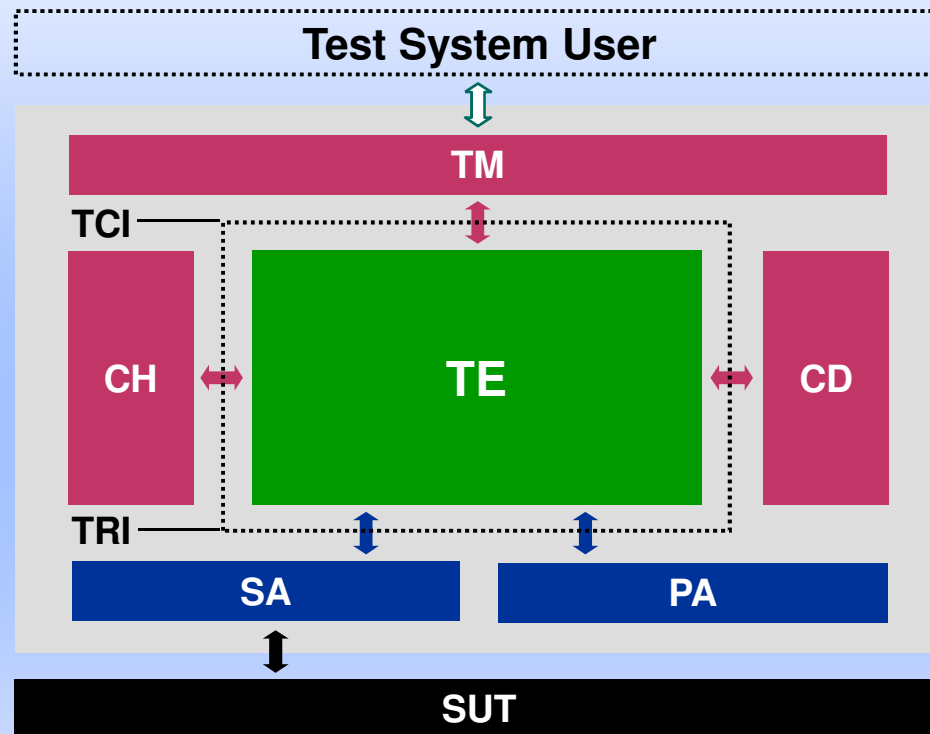 Test System User
TM
TCI
CH
TE
CD
TRI
SA
PA
SUT